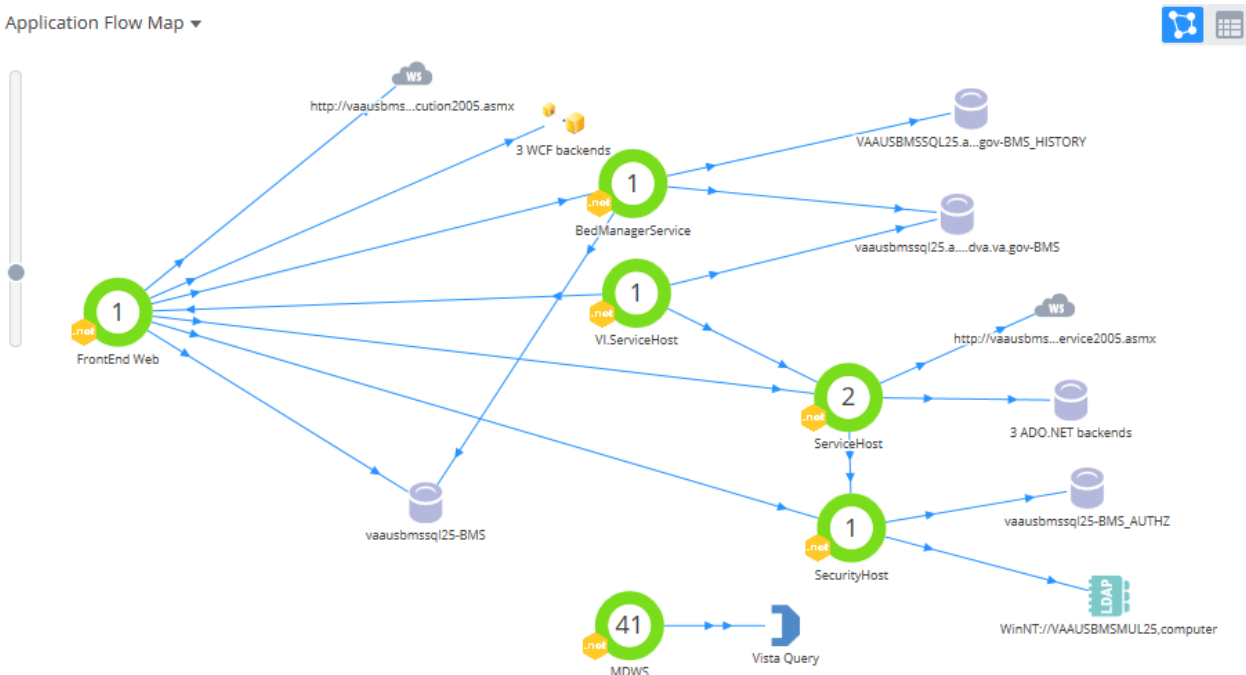 Application Flow Map
WS
http://vaausbms...cution2005.asmx
3 WCF backends
VAAUSBMSSQL25.a...gov-BMS_HISTORY
1
.net
BedManagerService
vaausbmssql25.a....dva.va.gov-BMS
1
.net
VI.ServiceHost
1
.net
FrontEnd Web
WS
http://vaausbms...ervice2005.asmx
2
.net
ServiceHost
3 ADO.NET backends
vaausbmssql25-BMS
vaausbmssql25-BMS_AUTHZ
1
.net
SecurityHost
LDAP
WinNT://VAAUSBMSMUL25,computer
41
.net
MDWS
Vista Query